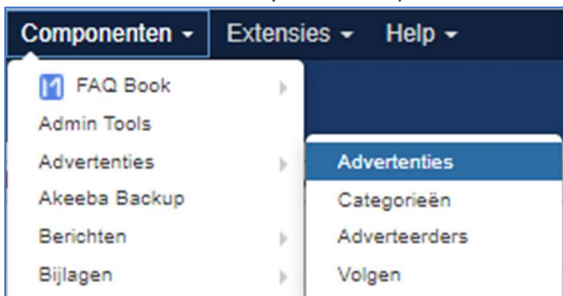 Componenten Extensies Help
FAQ Book
Admin Tools
Advertenties
Akeeba Backup
Berichten
Bijlagen
Advertenties
Categorieën
Adverteerders
Volgen